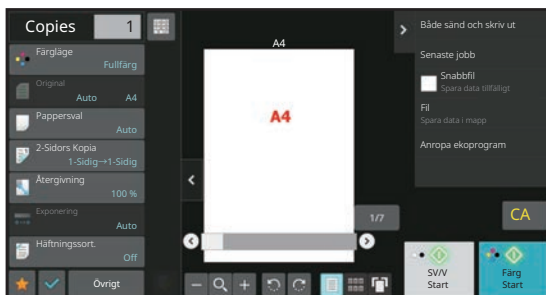 Copies 1
Färgläge
Fullfärg
Original
Auto A4
Pappersval
Auto
2-Sidors Kopia
1-Sidig→1-Sidig
Återgivning
100 %
Exponering
Auto
Häftningssort.
Off
Övrigt
A4
A4
1/7
Både sänd och skriv ut
Senaste jobb
Snabbfil
Spara data tillfälligt
Fil
Spara data i mapp
Anropa ekoprogram
CA
SV/V
Start
Färg
Start